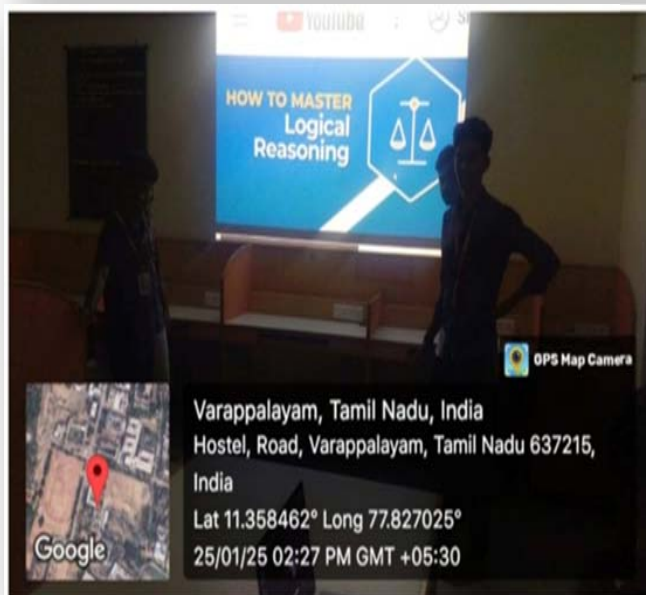 YouTube
HOW TO MASTER
Logical
Reasoning
GPS Map Camera
Varappalayam, Tamil Nadu, India
Hostel, Road, Varappalayam, Tamil Nadu 637215,
India
Lat 11.358462° Long 77.827025°
25/01/25 02:27 PM GMT +05:30
Google